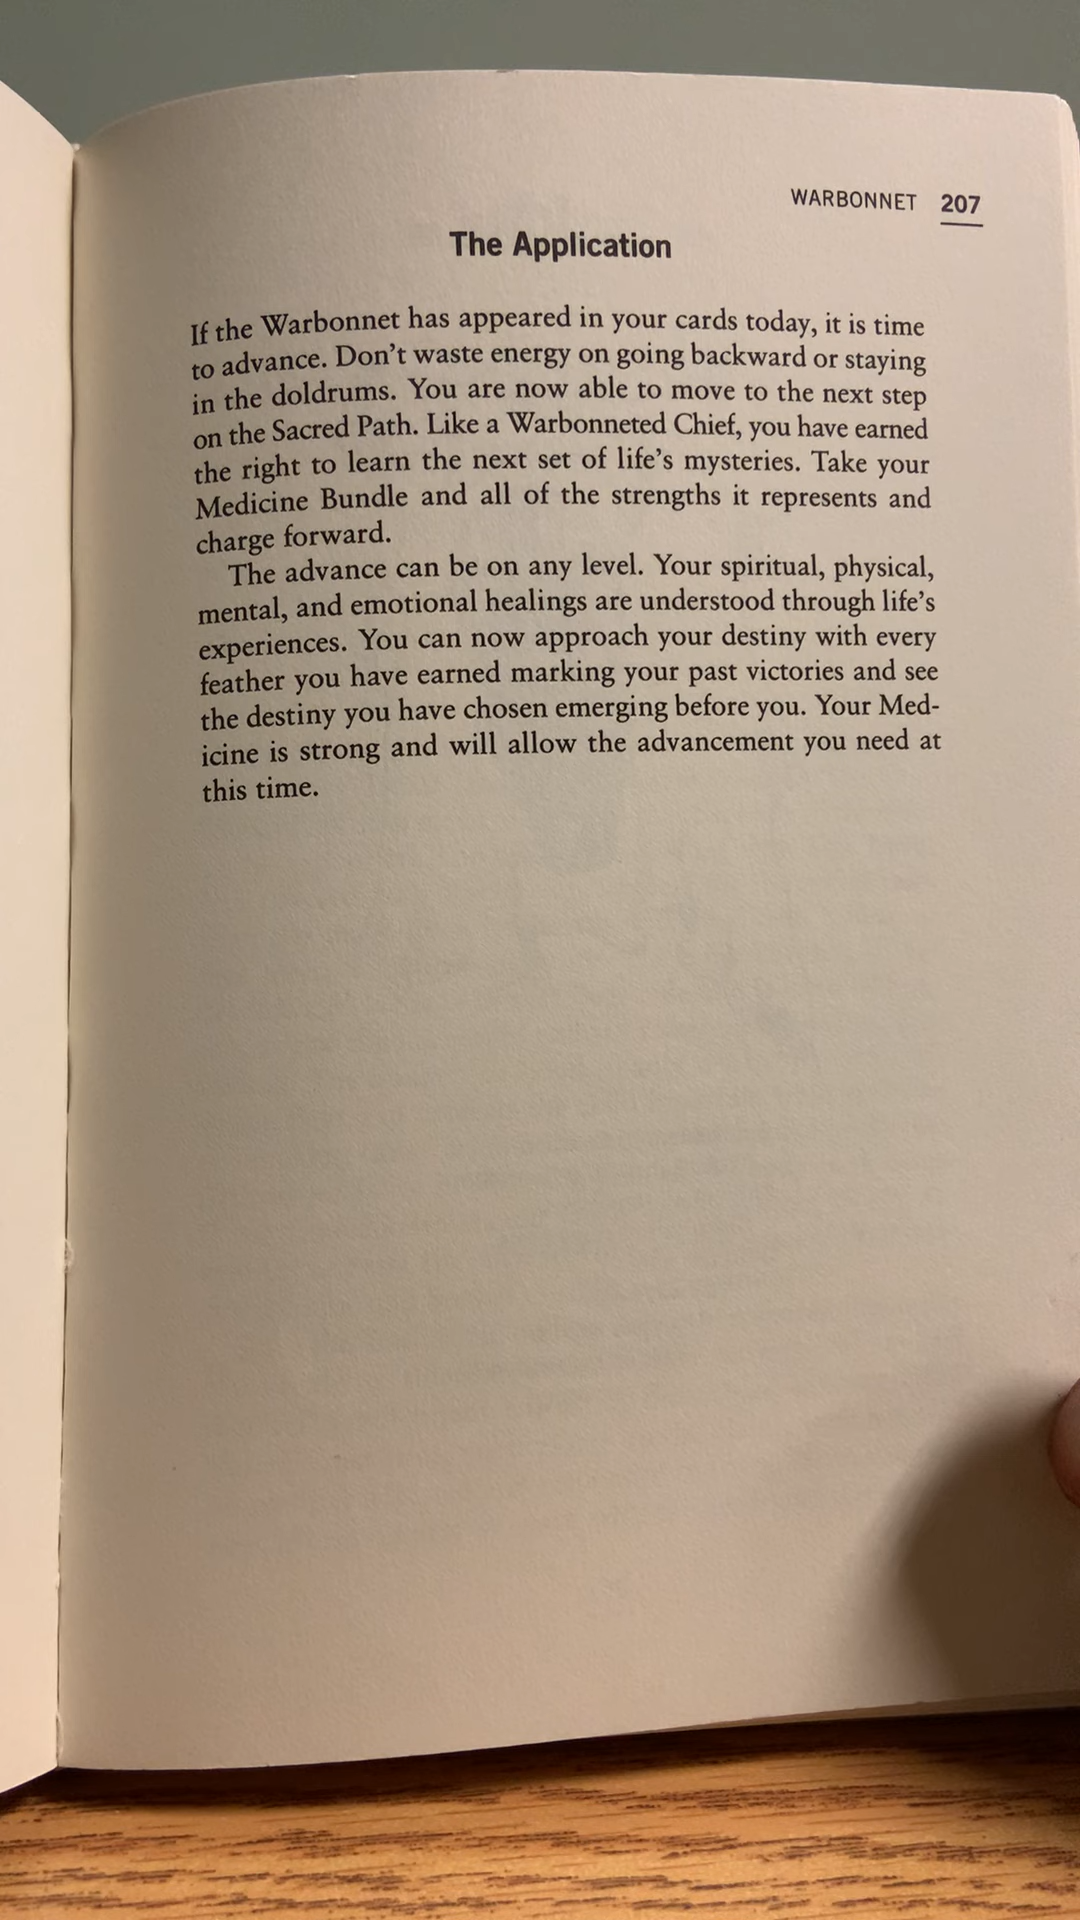 WARBONNET 207
The Application
If the Warbonnet has appeared in your cards today, it is time
to advance. Don't waste energy on going backward or staying
in the doldrums. You are now able to move to the next step
on the Sacred Path. Like a Warbonneted Chief, you have earned
the right to learn the next set of life's mysteries. Take your
Medicine Bundle and all of the strengths it represents and
charge forward.
The advance can be on any level. Your spiritual, physical,
mental, and emotional healings are understood through life's
experiences. You can now approach your destiny with every
feather you have earned marking your past victories and see
the destiny you have chosen emerging before you. Your Med-
icine is strong and will allow the advancement you need at
this time.